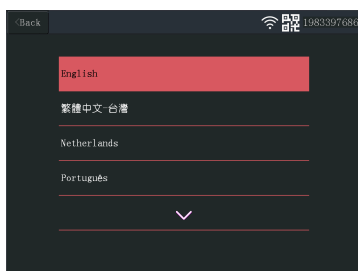 <Back
1983397686
English
繁體中文-台灣
Netherlands
Português